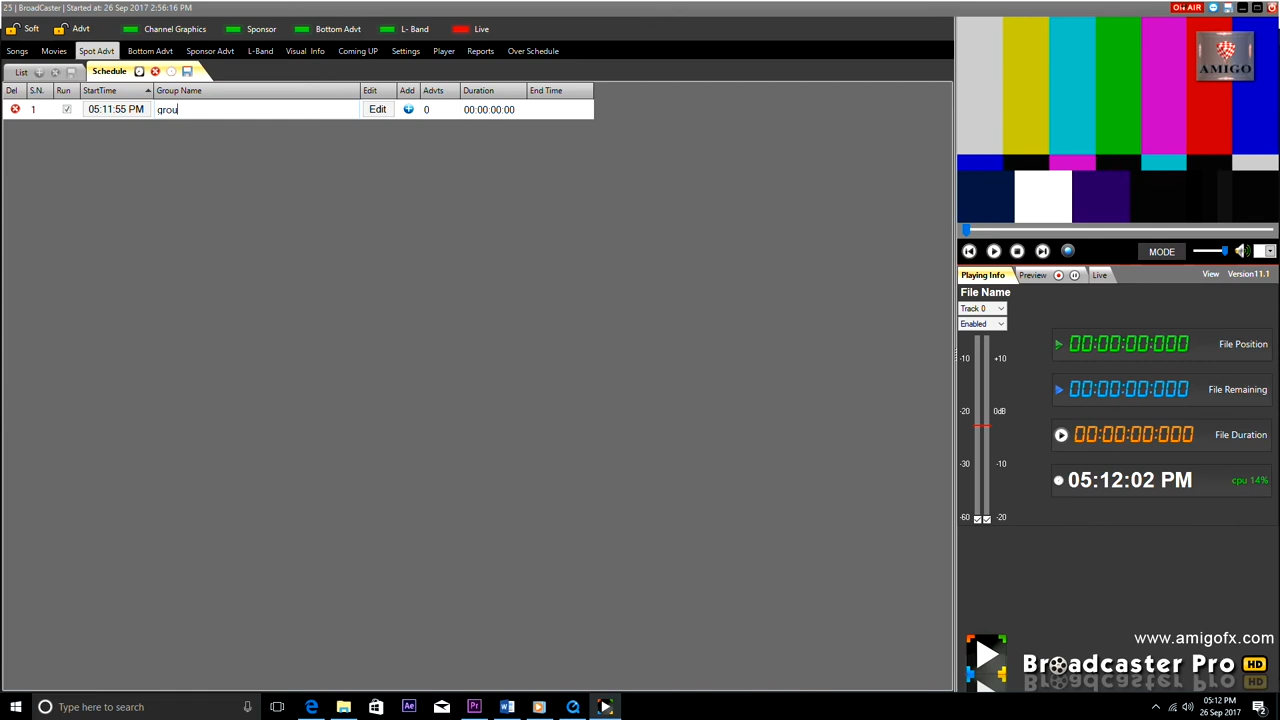 25 | BroadCaster | Started at: 26 Sep 2017 2:56:16 PM
ON AIR
Soft Advt Channel Graphics Sponsor Bottom Advt L- Band Live
Songs Movies Spot Advt Bottom Advt Sponsor Advt L-Band Visual Info Coming UP Settings Player Reports Over Schedule
List Schedule
Del S.N. Run StartTime Group Name Edit Add Advts Duration End Time
1 05:11:55 PM grou Edit 0 00:00:00:00
AMIGO
MODE
Playing Info Preview Live View Version11.1
File Name
Track 0
Enabled
-10 +10
-20 0dB
-30 -10
-60 -20
00:00:00:000 File Position
00:00:00:000 File Remaining
00:00:00:000 File Duration
05:12:02 PM cpu 14%
www.amigofx.com
Broadcaster Pro HD
Type here to search
Ae
Pr
05:12 PM
26 Sep 2017
2